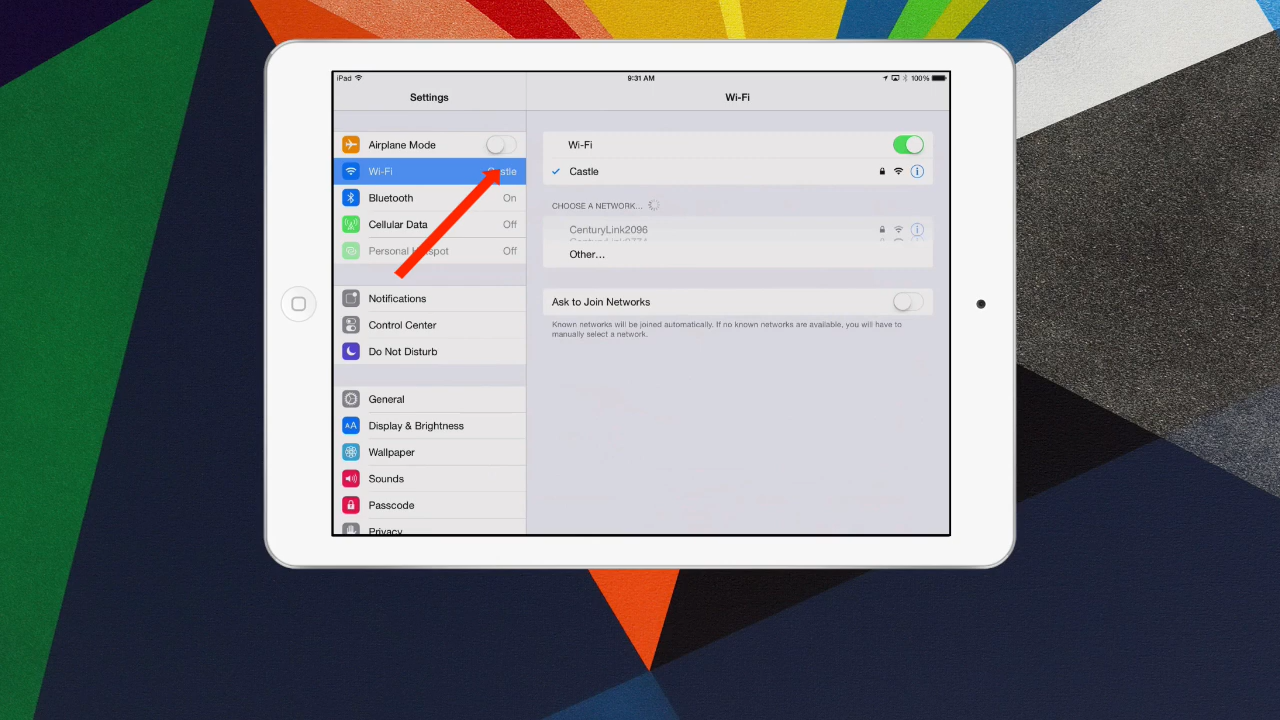 iPad
9:31 AM
100%
Settings
Wi-Fi
Airplane Mode
Wi-Fi
Bluetooth On
Cellular Data Off
Personal Off
Notifications
Control Center
Do Not Disturb
General
AA Display & Brightness
Wallpaper
Sounds
Passcode
Privacy
Wi-Fi
Castle
CHOOSE A NETWORK...
CenturyLink2096
Other...
Ask to Join Networks
Known networks will be joined automatically. If no known networks are available, you will have to
manually select a network.